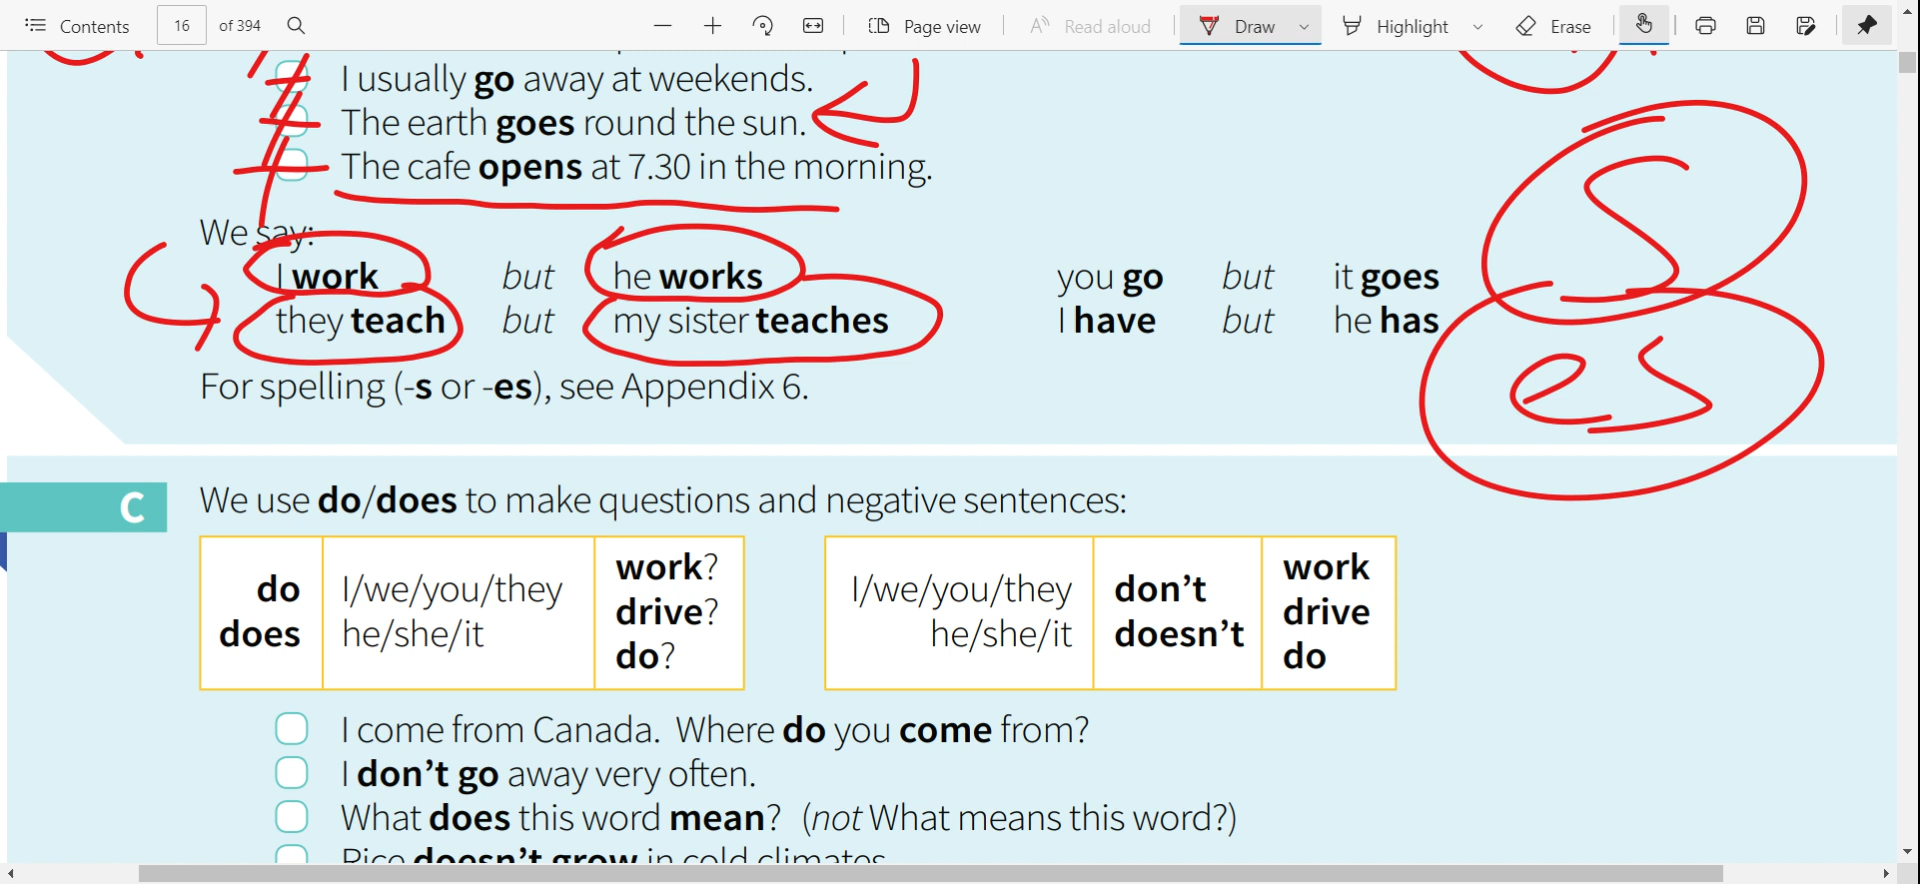 Contents 16 of 394 Page view Read aloud Draw Highlight Erase
I usually go away at weekends.
The earth goes round the sun.
The cafe opens at 7.30 in the morning.
We say:
I work but he works you go but it goes
they teach but my sister teaches I have but he has
s
es
For spelling (-s or -es), see Appendix 6.
C We use do/does to make questions and negative sentences:
do I/we/you/they work?
does he/she/it drive?
do?
I/we/you/they don't work
he/she/it doesn't drive
do
I come from Canada. Where do you come from?
I don't go away very often.
What does this word mean? (not What means this word?)
Rice doesn't grow in cold climates